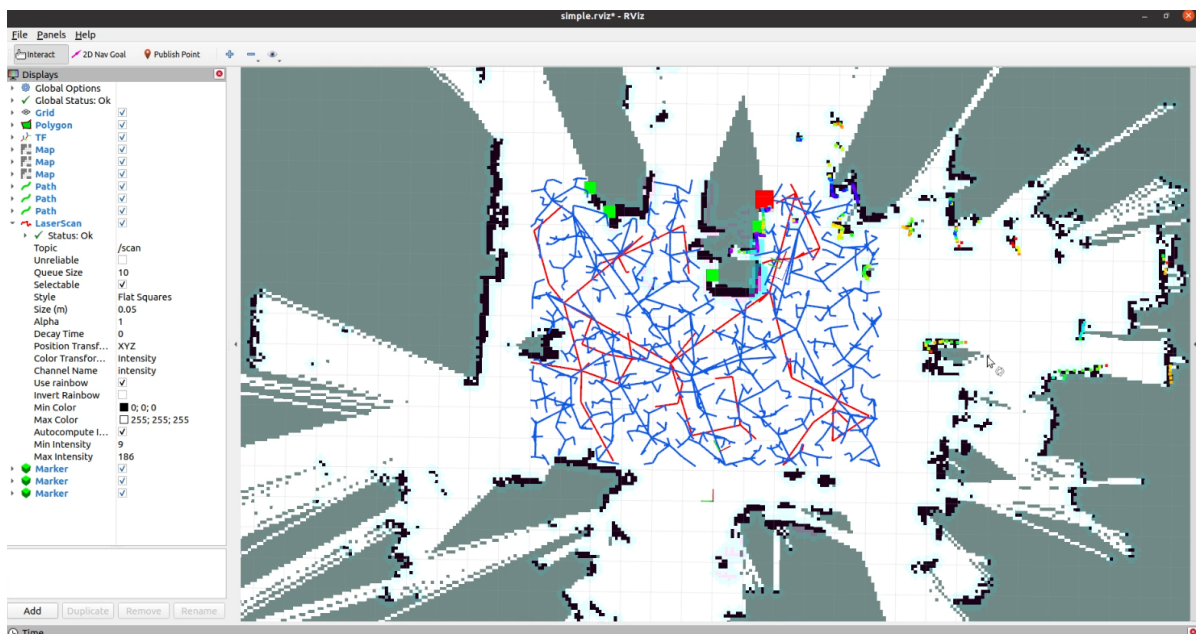 simple.rviz* - RViz
File Panels Help
Interact 2D Nav Goal Publish Point
Displays
Global Options
Global Status: Ok
Grid
Polygon
TF
Map
Map
Map
Path
Path
Path
LaserScan
Status: Ok
Topic /scan
Unreliable
Queue Size 10
Selectable
Style Flat Squares
Size (m) 0.05
Alpha 1
Decay Time 0
Position Transf... XYZ
Color Transfor... Intensity
Channel Name intensity
Use rainbow
Invert Rainbow
Min Color 0; 0; 0
Max Color 255; 255; 255
Autocompute I...
Min Intensity 9
Max Intensity 186
Marker
Marker
Marker
Add Duplicate Remove Rename
Time